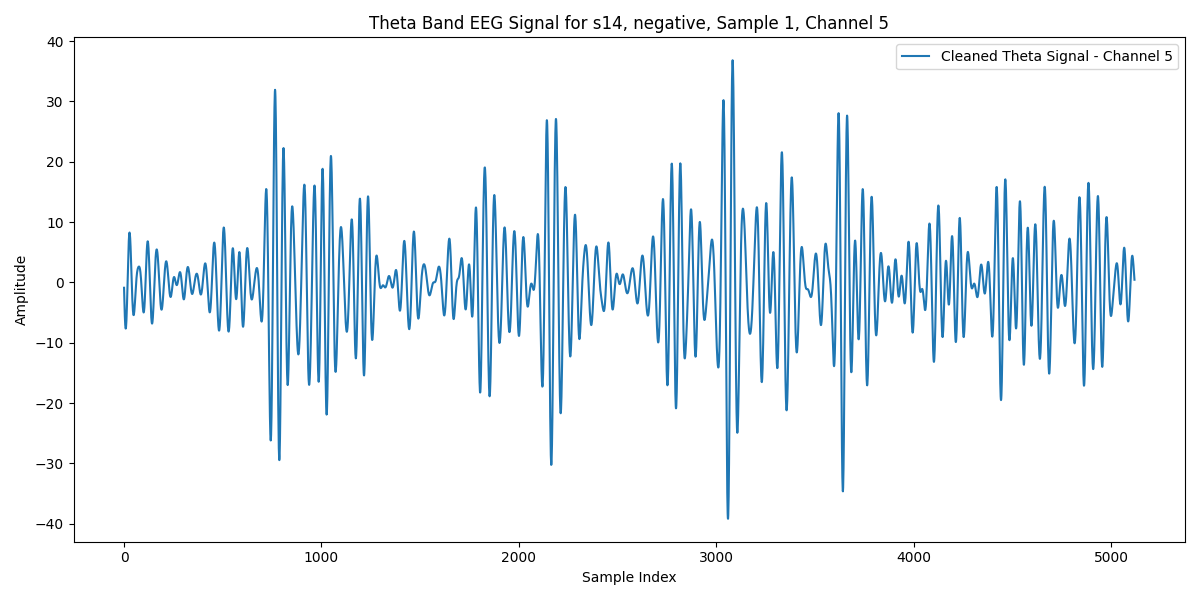 Theta Band EEG Signal for s14, negative, Sample 1, Channel 5
Cleaned Theta Signal - Channel 5
Amplitude
40
30
20
10
0
−10
−20
−30
−40
0 1000 2000 3000 4000 5000
Sample Index